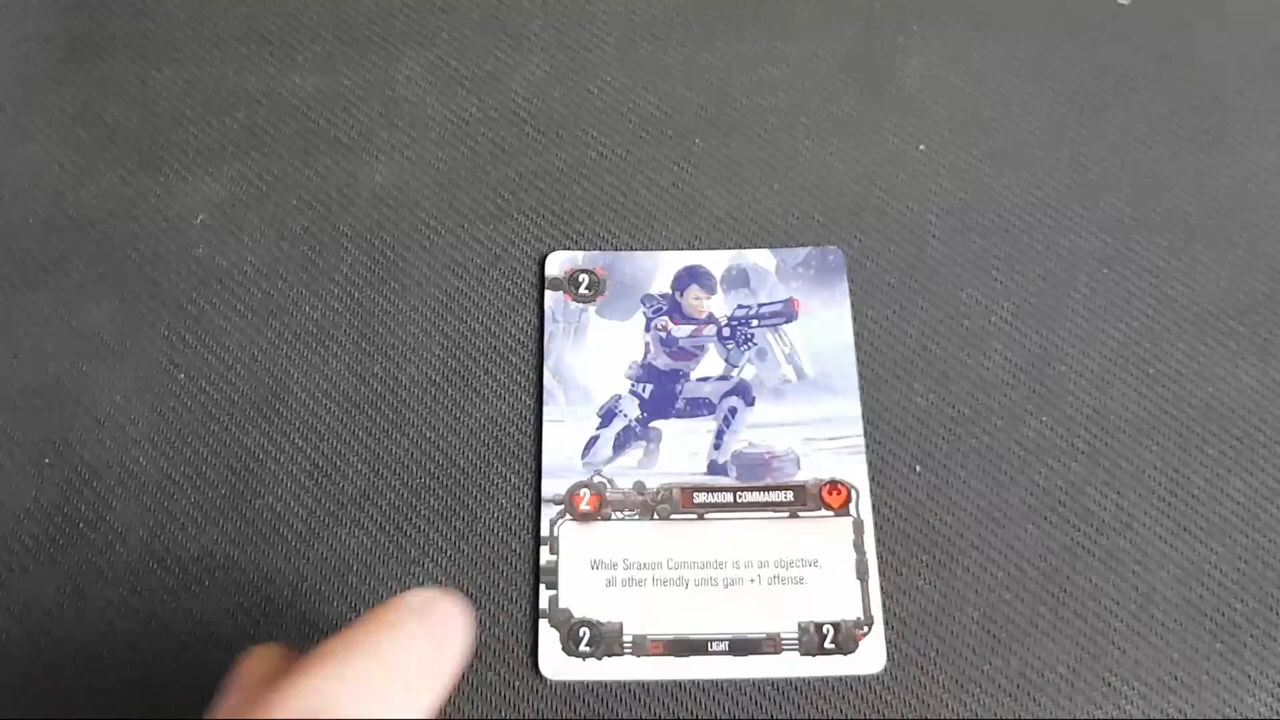 2
2
SIRAXION COMMANDER
While Siraxion Commander is in an objective,
all other friendly units gain +1 offense.
2
LIGHT
2